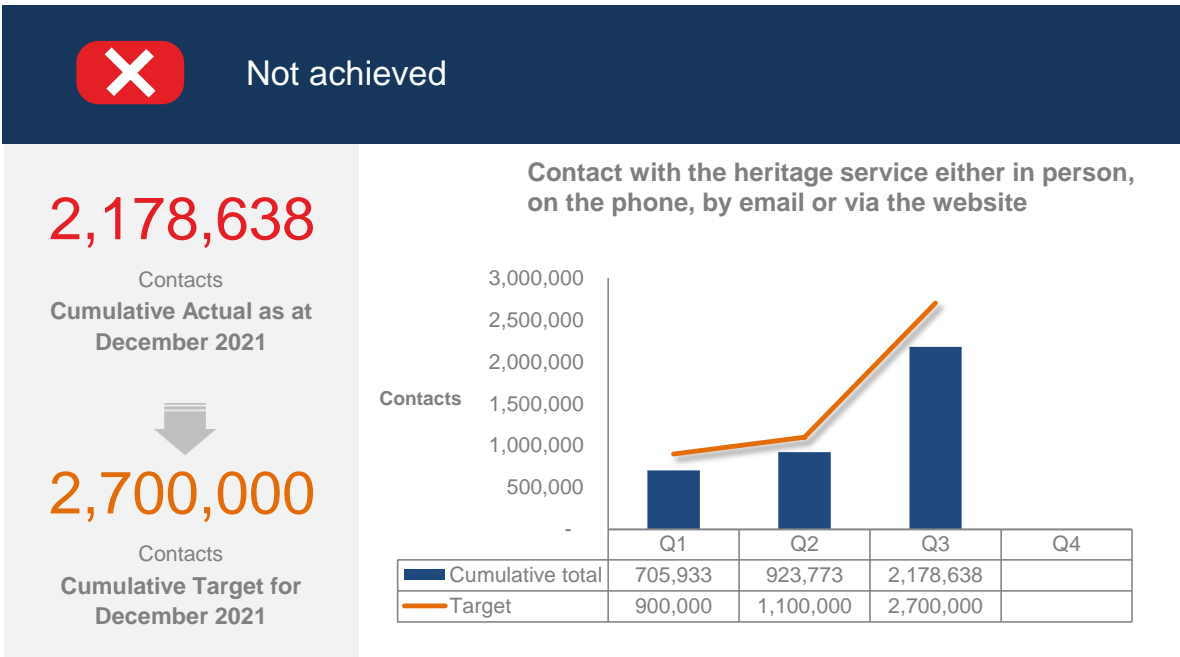 Not achieved
2,178,638
Contacts
Cumulative Actual as at
December 2021
2,700,000
Contacts
Cumulative Target for
December 2021
Contact with the heritage service either in person,
on the phone, by email or via the website
Contacts
3,000,000
2,500,000
2,000,000
1,500,000
1,000,000
500,000
-
Q1 Q2 Q3 Q4
Cumulative total 705,933 923,773 2,178,638
Target 900,000 1,100,000 2,700,000